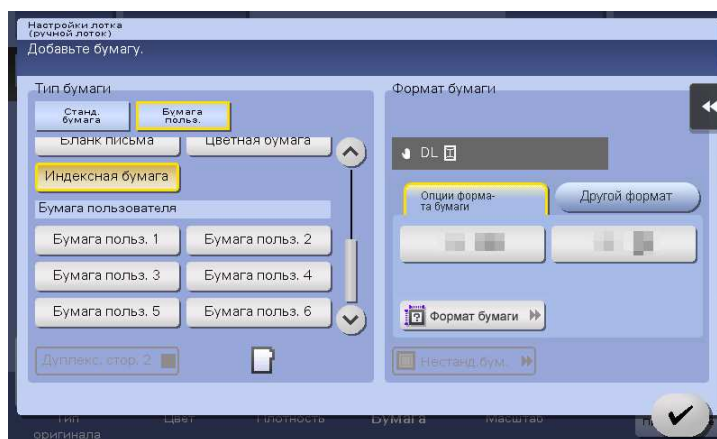 Настройки лотка
(ручной лоток)
Добавьте бумагу.
Тип бумаги
Станд.
бумага
Бумага
польз.
Бланк письма
Цветная бумага
Индексная бумага
Бумага пользователя
Бумага польз. 1
Бумага польз. 2
Бумага польз. 3
Бумага польз. 4
Бумага польз. 5
Бумага польз. 6
Дуплекс. стор. 2
Формат бумаги
DL
Опции форма-
та бумаги
Другой формат
Формат бумаги
Нестанд.бум.
Тип
оригинала
Цвет
Плотность
Бумага
Масштаб